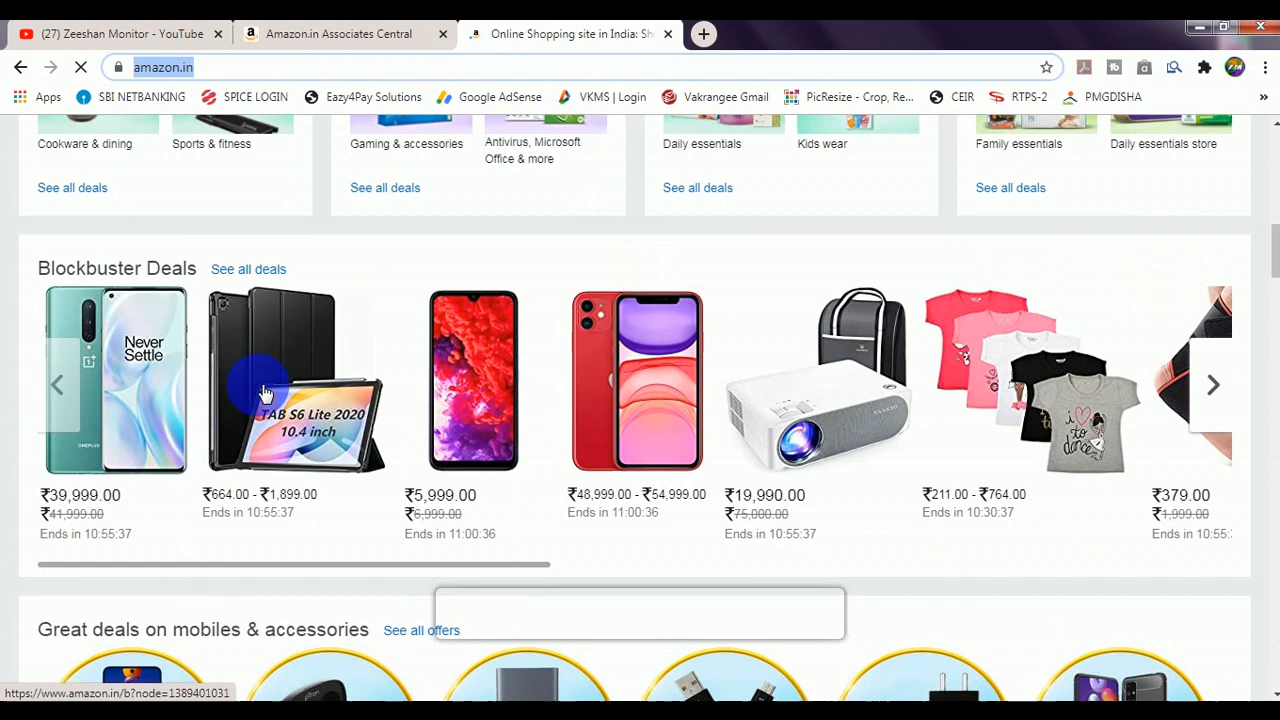 (27) Zeeshan Monitor - YouTube
Amazon.in Associates Central
Online Shopping site in India: Sh
amazon.in
Apps
SBI NETBANKING
SPICE LOGIN
Eazy4Pay Solutions
Google AdSense
VKMS | Login
Vakrangee Gmail
PicResize - Crop, Re...
CEIR
RTPS-2
PMGDISHA
Cookware & dining
Sports & fitness
Gaming & accessories
Antivirus, Microsoft
Office & more
Daily essentials
Kids wear
Family essentials
Daily essentials store
See all deals
See all deals
See all deals
See all deals
Blockbuster Deals
See all deals
Never
Settle
ONEPLUS
TAB S6 Lite 2020
10.4 inch
i
to
dance
₹39,999.00
₹41,999.00
Ends in 10:55:37
₹664.00 - ₹1,899.00
Ends in 10:55:37
₹5,999.00
₹6,999.00
Ends in 11:00:36
₹48,999.00 - ₹54,999.00
Ends in 11:00:36
₹19,990.00
₹75,000.00
Ends in 10:55:37
₹211.00 - ₹764.00
Ends in 10:30:37
₹379.00
₹1,999.00
Ends in 10:55:
Great deals on mobiles & accessories
See all offers
https://www.amazon.in/b?node=1389401031